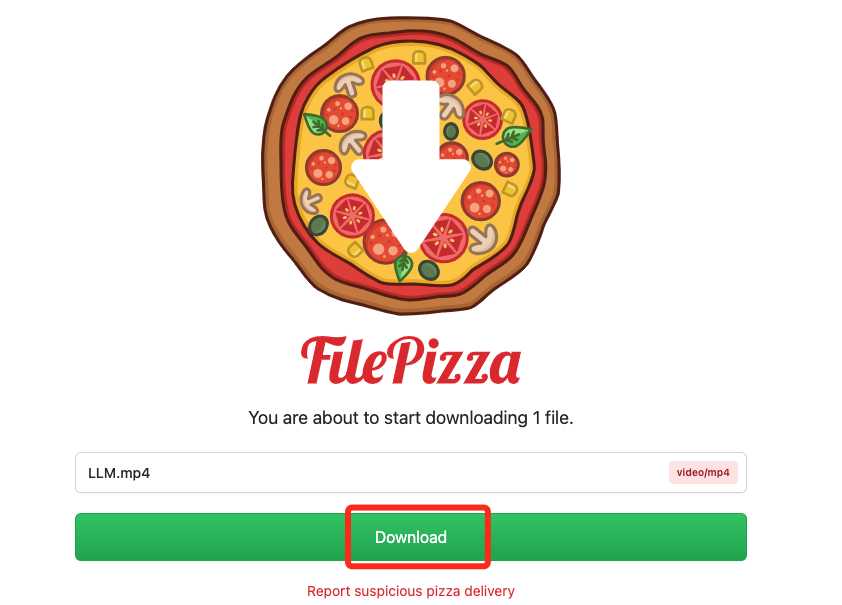 FilePizza
You are about to start downloading 1 file.
LLM.mp4
video/mp4
Download
Report suspicious pizza delivery